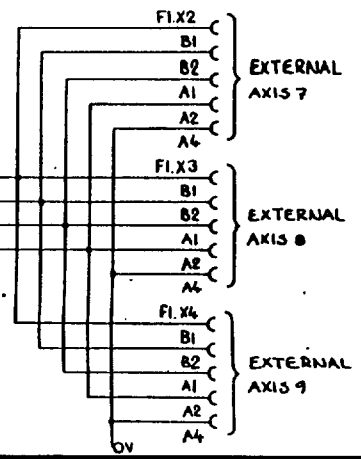 F1.X2
B1
B2
A1
A2
A4
EXTERNAL
AXIS 7
F1.X3
B1
B2
A1
A2
A4
EXTERNAL
AXIS 8
F1.X4
B1
B2
A1
A2
A4
EXTERNAL
AXIS 9
0V